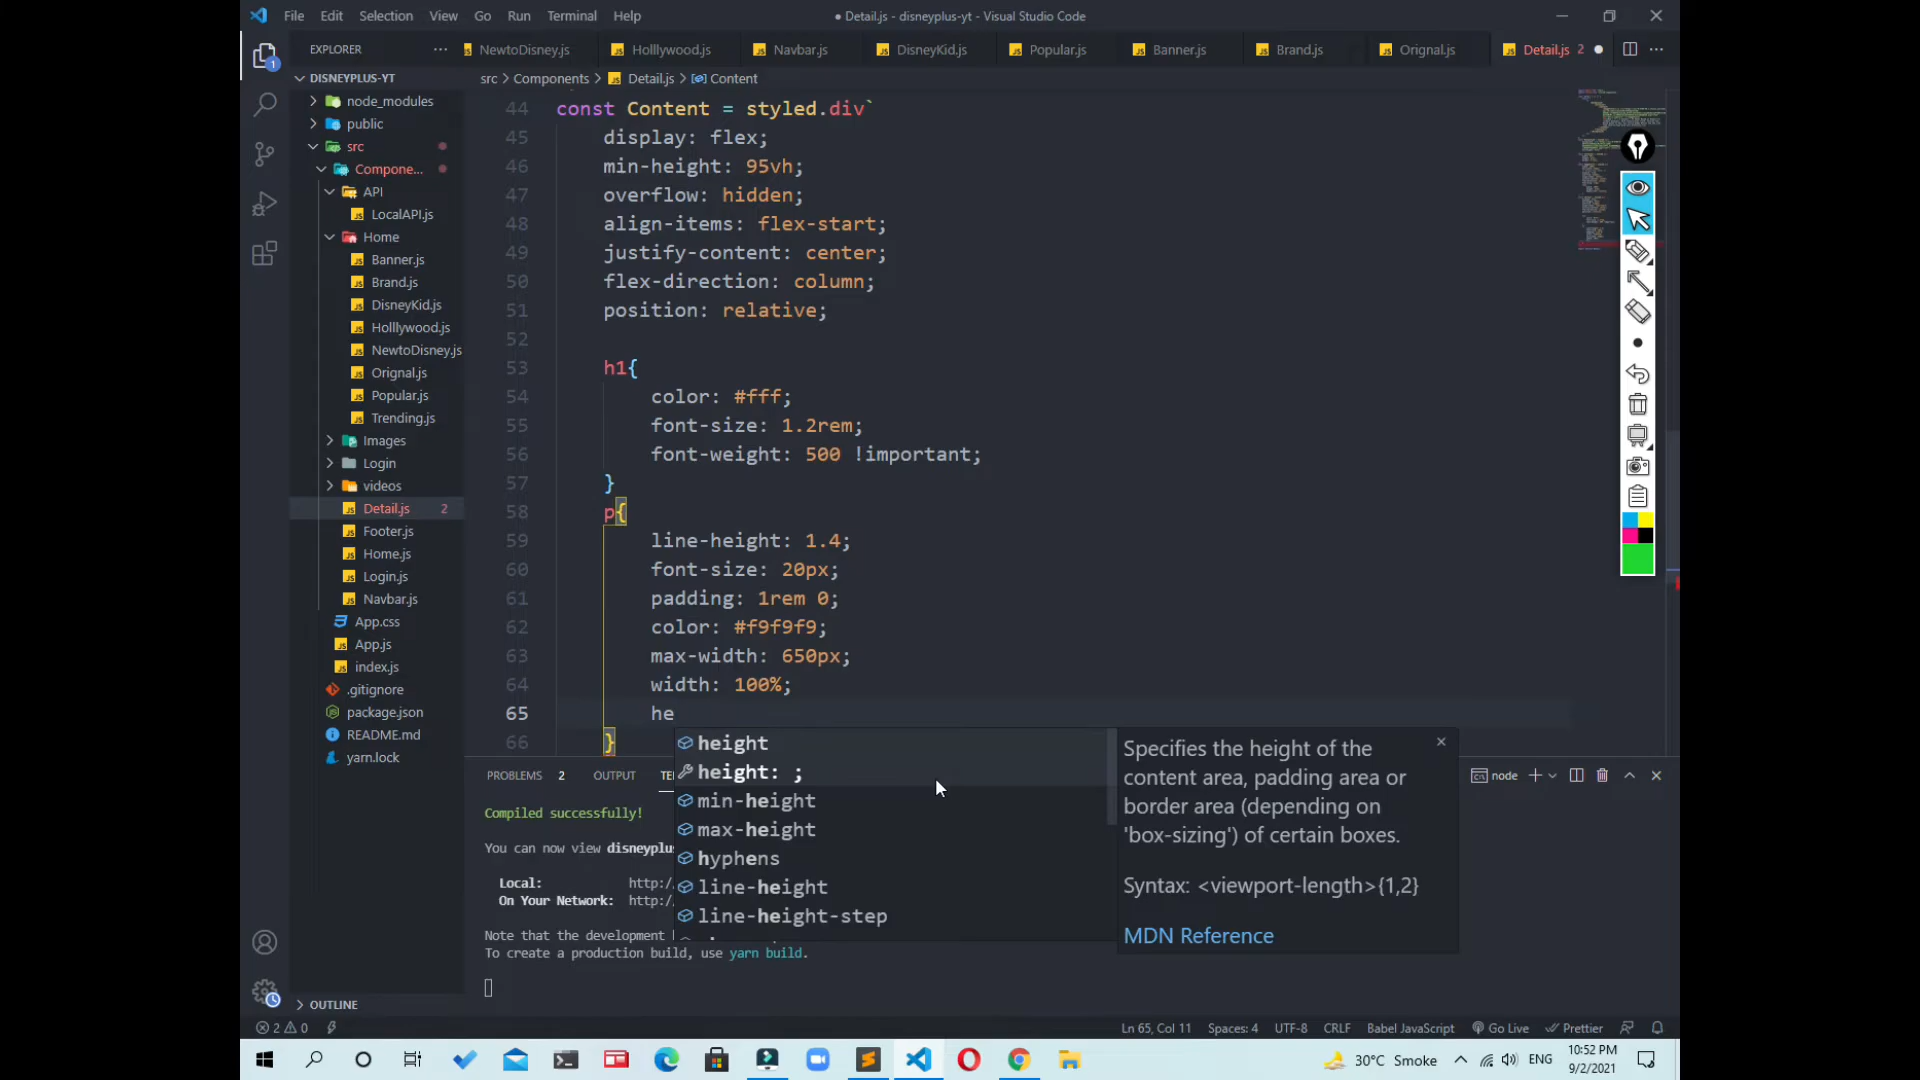 File Edit Selection View Go Run Terminal Help
● Detail.js - disneyplus-yt - Visual Studio Code
EXPLORER
NewtoDisney.js Holllywood.js Navbar.js DisneyKid.js Popular.js Banner.js Brand.js Orignal.js Detail.js 2
DISNEYPLUS-YT
src > Components > Detail.js > Content
node_modules
public
src
Compone...
API
LocalAPI.js
Home
Banner.js
Brand.js
DisneyKid.js
Holllywood.js
NewtoDisney.js
Orignal.js
Popular.js
Trending.js
Images
Login
videos
Detail.js 2
Footer.js
Home.js
Login.js
Navbar.js
App.css
App.js
index.js
.gitignore
package.json
README.md
yarn.lock
OUTLINE
44 const Content = styled.div`
45 display: flex;
46 min-height: 95vh;
47 overflow: hidden;
48 align-items: flex-start;
49 justify-content: center;
50 flex-direction: column;
51 position: relative;
52
53 h1{
54 color: #fff;
55 font-size: 1.2rem;
56 font-weight: 500 !important;
57 }
58 p{
59 line-height: 1.4;
60 font-size: 20px;
61 padding: 1rem 0;
62 color: #f9f9f9;
63 max-width: 650px;
64 width: 100%;
65 he
66 }
height
height: ;
min-height
max-height
hyphens
line-height
line-height-step
Specifies the height of the
content area, padding area or
border area (depending on
'box-sizing') of certain boxes.
Syntax: <viewport-length>{1,2}
MDN Reference
PROBLEMS 2 OUTPUT TE
node
Compiled successfully!
You can now view disneyplus
Local: http:/
On Your Network: http:/
Note that the development
To create a production build, use yarn build.
2 0
Ln 65, Col 11 Spaces: 4 UTF-8 CRLF Babel JavaScript Go Live Prettier
30°C Smoke ENG
10:52 PM
9/2/2021